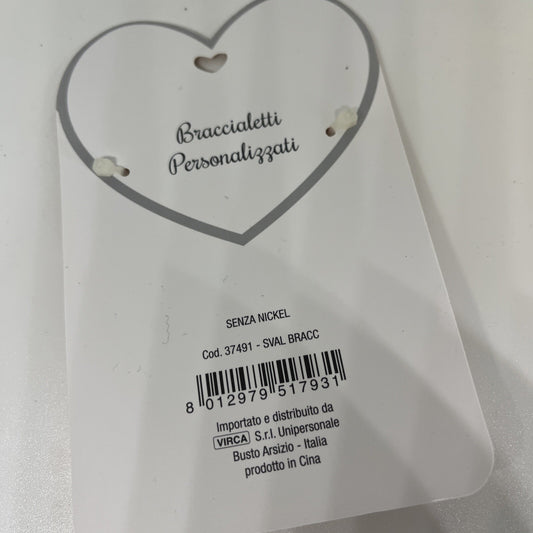 Braccialetti
Personalizzati
SENZA NICKEL
Cod. 37491 - SVAL BRACC
8 012979 517931
Importato e distribuito da
VIRCA S.r.l. Unipersonale
Busto Arsizio - Italia
prodotto in Cina